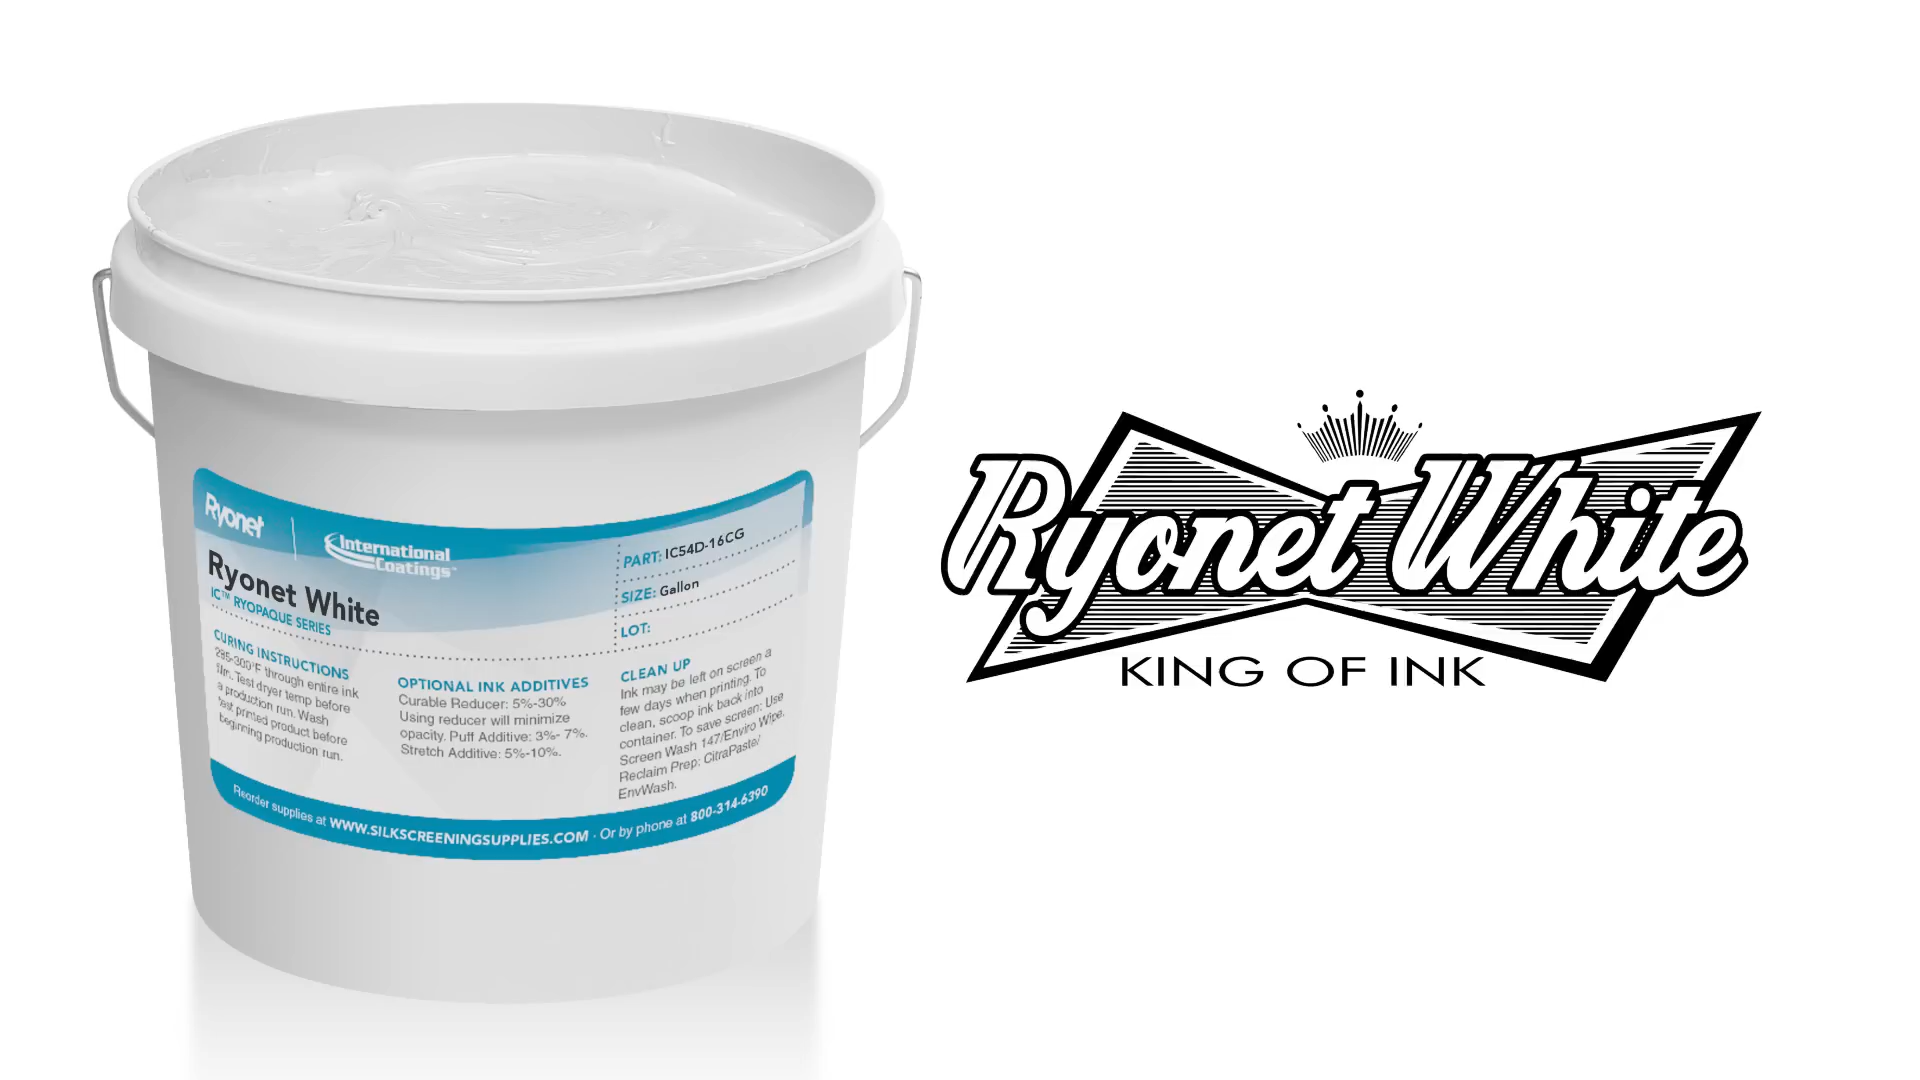 Ryonet
International
Coatings™
Ryonet White
IC™ RYOPAQUE SERIES
PART: IC54D-16CG
SIZE: Gallon
LOT:
CURING INSTRUCTIONS
285-300°F through entire ink
film. Test dryer temp before
a production run. Wash
test printed product before
beginning production run.
OPTIONAL INK ADDITIVES
Curable Reducer: 5%-30%
Using reducer will minimize
opacity. Puff Additive: 3%- 7%.
Stretch Additive: 5%-10%.
CLEAN UP
Ink may be left on screen a
few days when printing. To
clean, scoop ink back into
container. To save screen: Use
Screen Wash 147/Enviro Wipe.
Reclaim Prep: CitraPaste/
EnvWash.
Reorder supplies at WWW.SILKSCREENINGSUPPLIES.COM · Or by phone at 800-314-6390
Ryonet White
KING OF INK